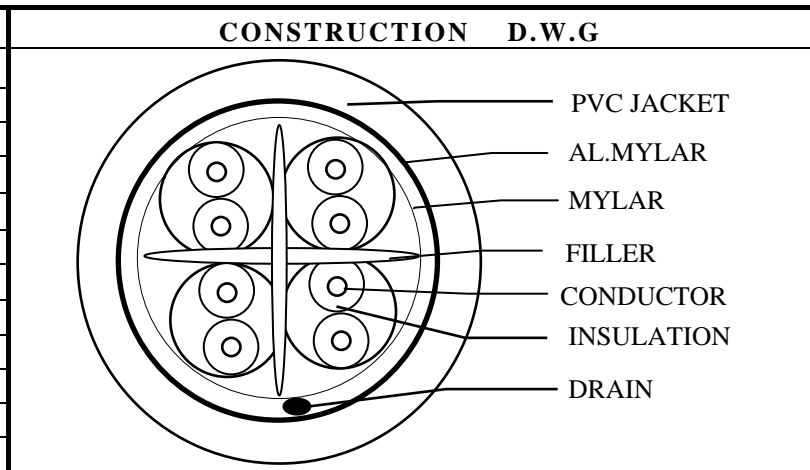 CONSTRUCTION D.W.G
PVC JACKET
AL.MYLAR
MYLAR
FILLER
CONDUCTOR
INSULATION
DRAIN